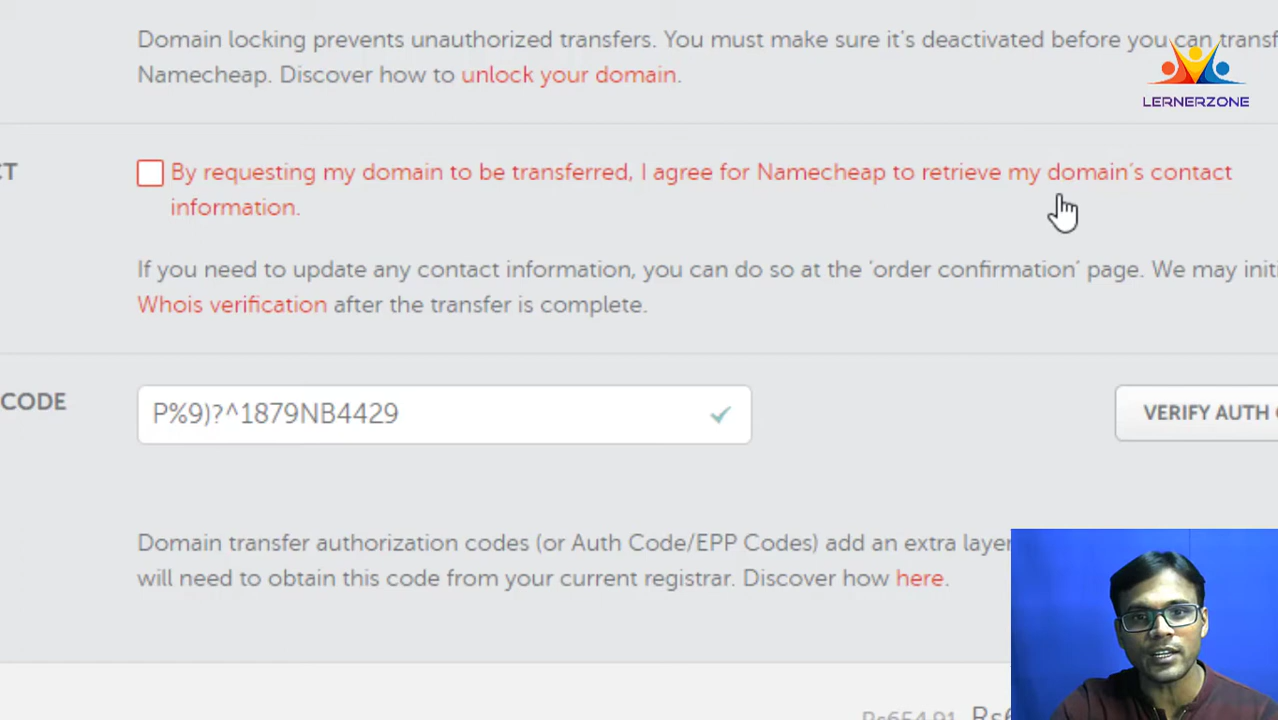 Domain locking prevents unauthorized transfers. You must make sure it's deactivated before you can transf
Namecheap. Discover how to unlock your domain.
LERNERZONE
CT
By requesting my domain to be transferred, I agree for Namecheap to retrieve my domain's contact
information.
If you need to update any contact information, you can do so at the 'order confirmation' page. We may initi
Whois verification after the transfer is complete.
CODE
P%9)?^1879NB4429
VERIFY AUTH
Domain transfer authorization codes (or Auth Code/EPP Codes) add an extra layer
will need to obtain this code from your current registrar. Discover how here.
Rs654.91 Rs